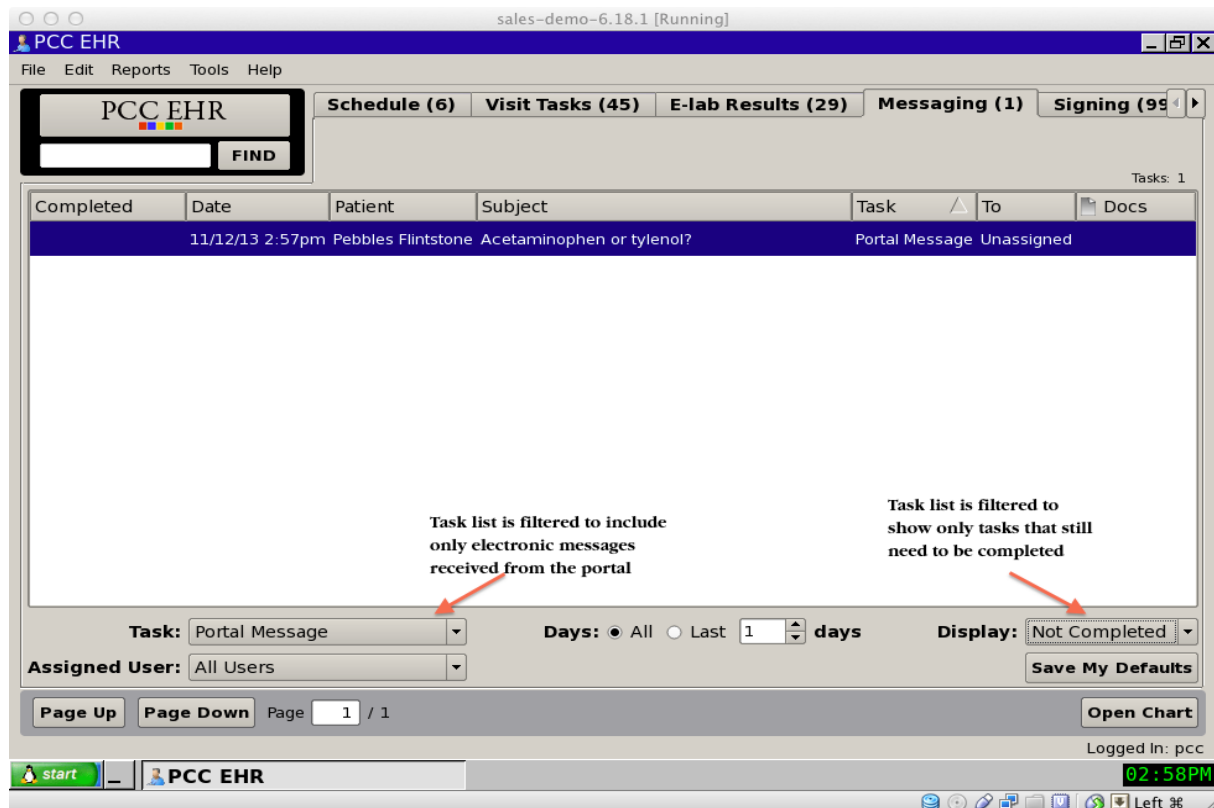 sales-demo-6.18.1 [Running]
PCC EHR
File Edit Reports Tools Help
PCC EHR
FIND
Schedule (6) Visit Tasks (45) E-lab Results (29) Messaging (1) Signing (99
Tasks: 1
Completed Date Patient Subject Task To Docs
11/12/13 2:57pm Pebbles Flintstone Acetaminophen or tylenol? Portal Message Unassigned
Task list is filtered to include
only electronic messages
received from the portal
Task list is filtered to
show only tasks that still
need to be completed
Task: Portal Message Days: All Last 1 days Display: Not Completed
Assigned User: All Users Save My Defaults
Page Up Page Down Page 1 / 1 Open Chart
Logged In: pcc
start PCC EHR 02:58PM
Left ⌘